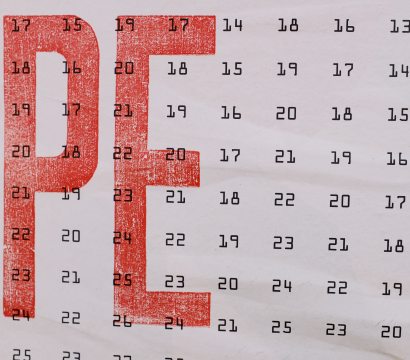 PE
17 15 19 17 14 18 16 13
18 16 20 18 15 19 17 14
19 17 21 19 16 20 18 15
20 18 22 20 17 21 19 16
21 19 23 21 18 22 20 17
22 20 24 22 19 23 21 18
23 21 25 23 20 24 22 19
24 22 26 24 21 25 23 20
25 23